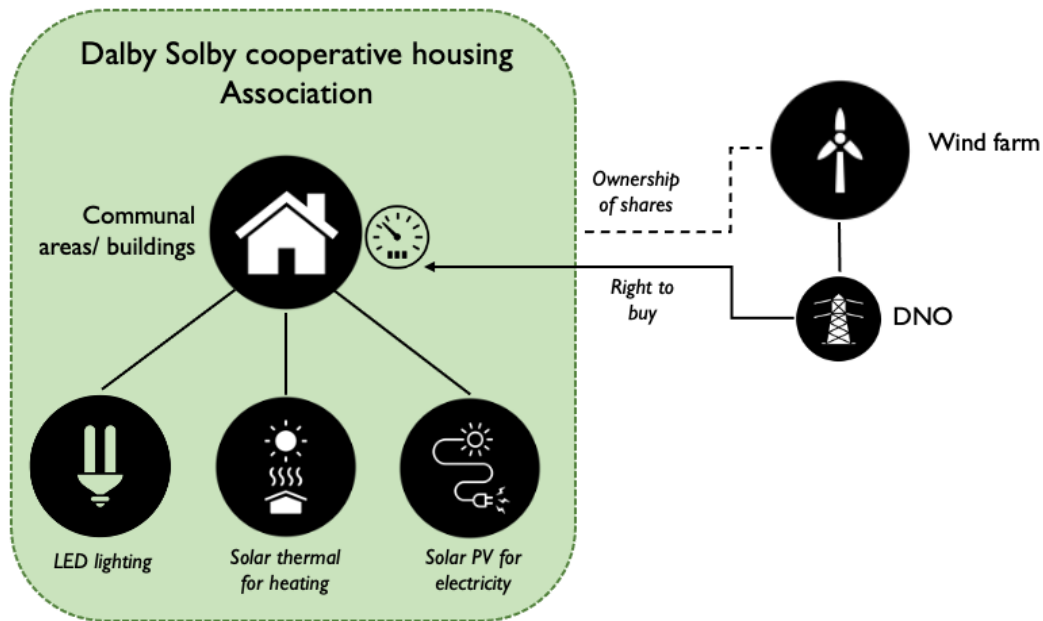 Dalby Solby cooperative housing
Association
Communal
areas/ buildings
Ownership
of shares
Wind farm
Right to
buy
DNO
LED lighting
Solar thermal
for heating
Solar PV for
electricity